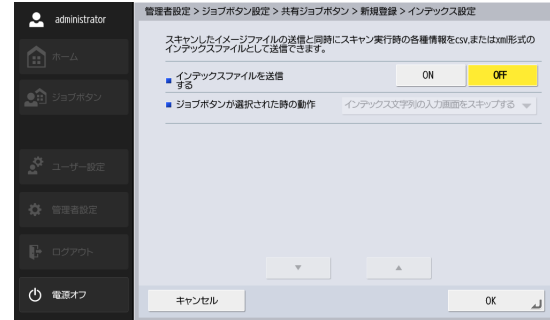 administrator
ホーム
ジョブボタン
ユーザー設定
管理者設定
ログアウト
電源オフ
管理者設定 > ジョブボタン設定 > 共有ジョブボタン > 新規登録 > インデックス設定
スキャンしたイメージファイルの送信と同時にスキャン実行時の各種情報をcsv,またはxml形式の
インデックスファイルとして送信できます。
インデックスファイルを送信
する
ON
OFF
ジョブボタンが選択された時の動作
インデックス文字列の入力画面をスキップする
キャンセル
OK